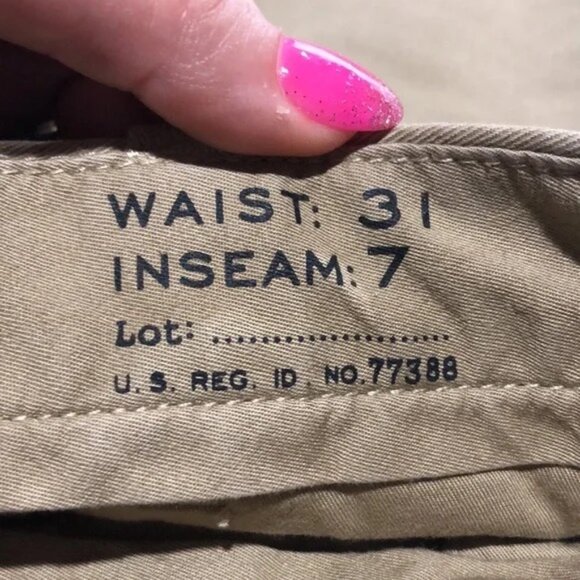 WAIST: 31
INSEAM: 7
Lot: ......................
U.S. REG. ID. NO. 77388